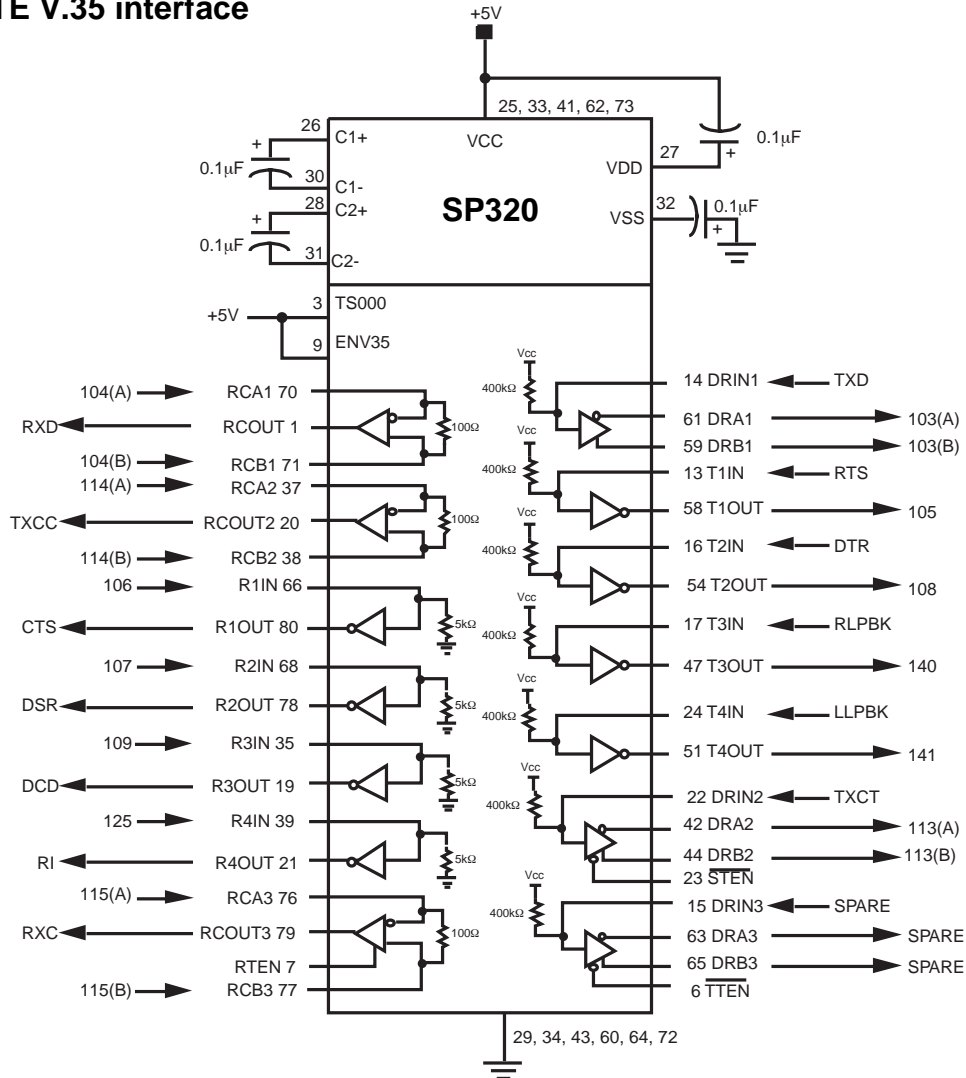 TE V.35 interface
+5V
25, 33, 41, 62, 73
VCC
26
C1+
+
0.1µF
30
C1-
28
C2+
+
0.1µF
31
C2-
SP320
27
VDD
0.1µF
+
32
VSS
0.1µF
+
3
TS000
+5V
9
ENV35
104(A)
RCA1 70
RXD
RCOUT 1
100Ω
104(B)
RCB1 71
114(A)
RCA2 37
TXCC
RCOUT2 20
100Ω
114(B)
RCB2 38
106
R1IN 66
CTS
R1OUT 80
5kΩ
107
R2IN 68
DSR
R2OUT 78
5kΩ
109
R3IN 35
DCD
R3OUT 19
5kΩ
125
R4IN 39
RI
R4OUT 21
5kΩ
115(A)
RCA3 76
RXC
RCOUT3 79
100Ω
RTEN 7
115(B)
RCB3 77
Vcc
400kΩ
14 DRIN1
TXD
61 DRA1
103(A)
59 DRB1
103(B)
Vcc
400kΩ
13 T1IN
RTS
58 T1OUT
105
Vcc
400kΩ
16 T2IN
DTR
54 T2OUT
108
Vcc
400kΩ
17 T3IN
RLPBK
47 T3OUT
140
Vcc
400kΩ
24 T4IN
LLPBK
51 T4OUT
141
Vcc
400kΩ
22 DRIN2
TXCT
42 DRA2
113(A)
44 DRB2
113(B)
23 STEN
Vcc
400kΩ
15 DRIN3
SPARE
63 DRA3
SPARE
65 DRB3
SPARE
6 TTEN
29, 34, 43, 60, 64, 72